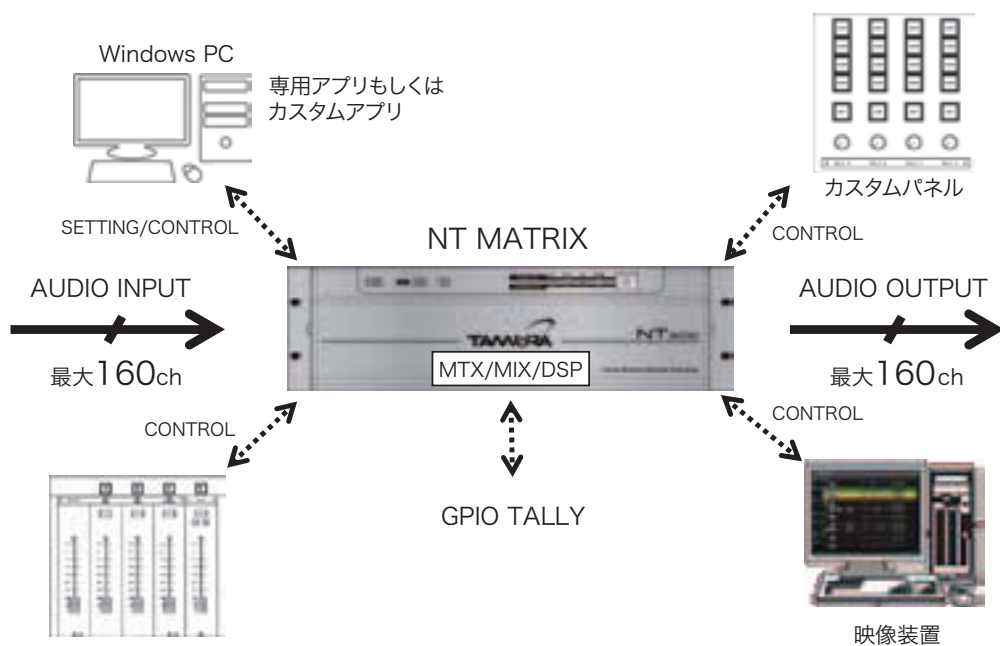 Windows PC
専用アプリもしくは
カスタムアプリ
カスタムパネル
SETTING/CONTROL
NT MATRIX
CONTROL
AUDIO INPUT
AUDIO OUTPUT
TAMURA
NT
MTX/MIX/DSP
最大160ch
最大160ch
CONTROL
CONTROL
GPIO TALLY
映像装置